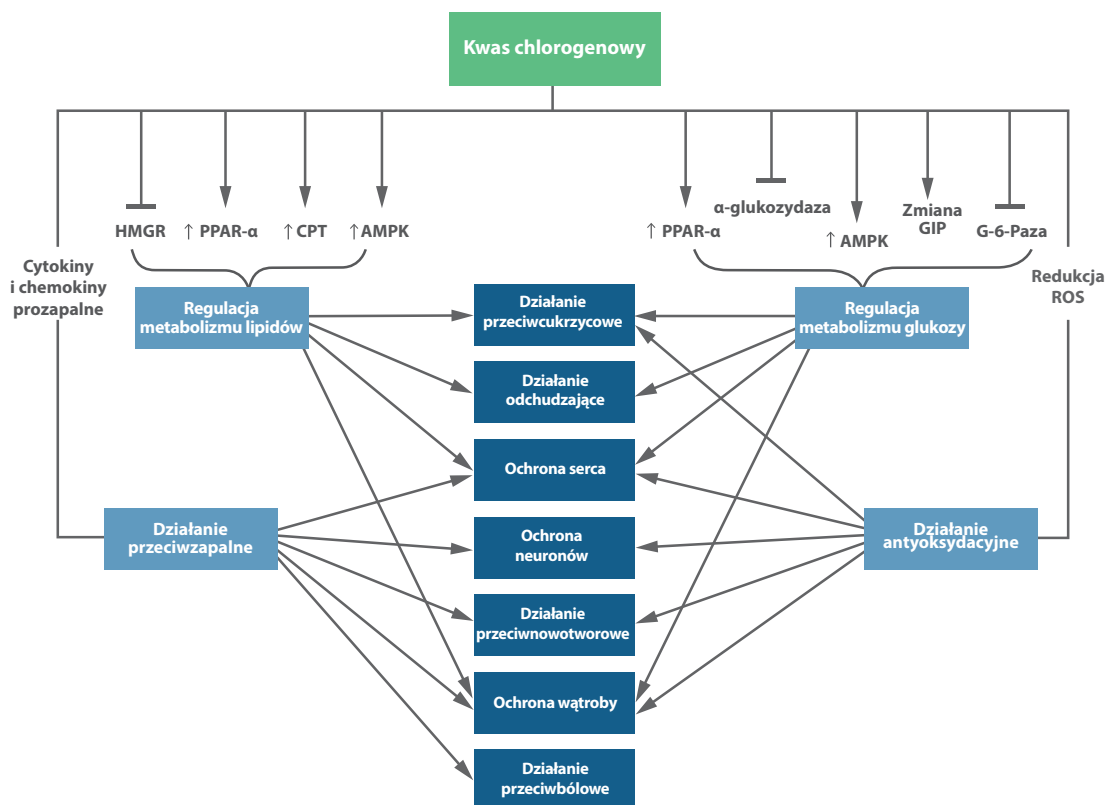 Kwas chlorogenowy
HMGR
↑ PPAR-α
↑ CPT
↑ AMPK
↑ PPAR-α
α-glukozydaza
↑ AMPK
Zmiana
GIP
G-6-Paza
Cytokiny
i chemokiny
prozapalne
Redukcja
ROS
Regulacja
metabolizmu lipidów
Działanie
przeciwcukrzycowe
Regulacja
metabolizmu glukozy
Działanie
odchudzające
Ochrona serca
Działanie
przeciwzapalne
Ochrona
neuronów
Działanie
antyoksydacyjne
Działanie
przeciwnowotworowe
Ochrona wątroby
Działanie
przeciwbólowe